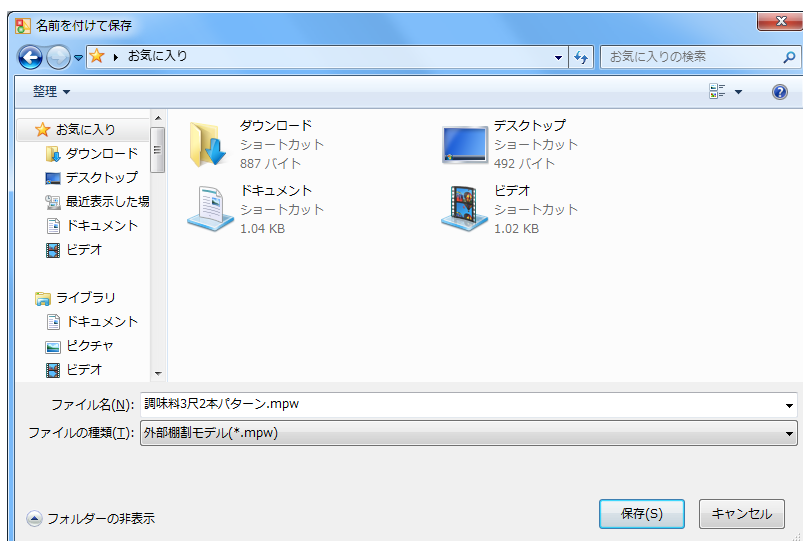 名前を付けて保存
お気に入り
お気に入りの検索
整理
お気に入り
ダウンロード
デスクトップ
最近表示した場
ドキュメント
ビデオ
ライブラリ
ドキュメント
ピクチャ
ビデオ
ダウンロード
ショートカット
887 バイト
デスクトップ
ショートカット
492 バイト
ドキュメント
ショートカット
1.04 KB
ビデオ
ショートカット
1.02 KB
ファイル名(N): 調味料3尺2本パターン.mpw
ファイルの種類(T): 外部棚割モデル(*.mpw)
フォルダーの非表示
保存(S)
キャンセル